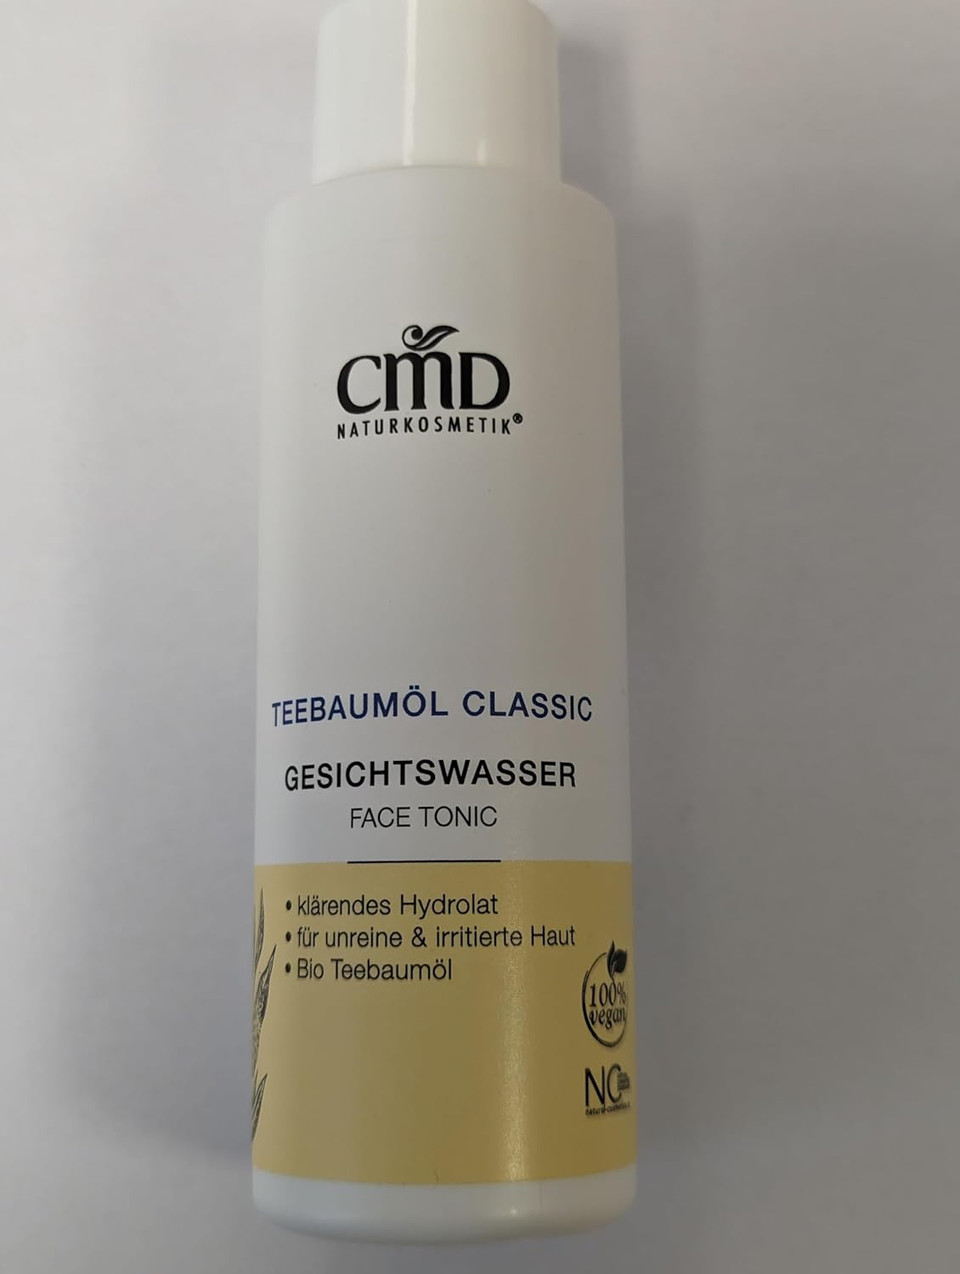 CMD
NATURKOSMETIK®
TEEBAUMÖL CLASSIC
GESICHTSWASSER
FACE TONIC
• klärendes Hydrolat
• für unreine & irritierte Haut
• Bio Teebaumöl
100%
vegan
NC